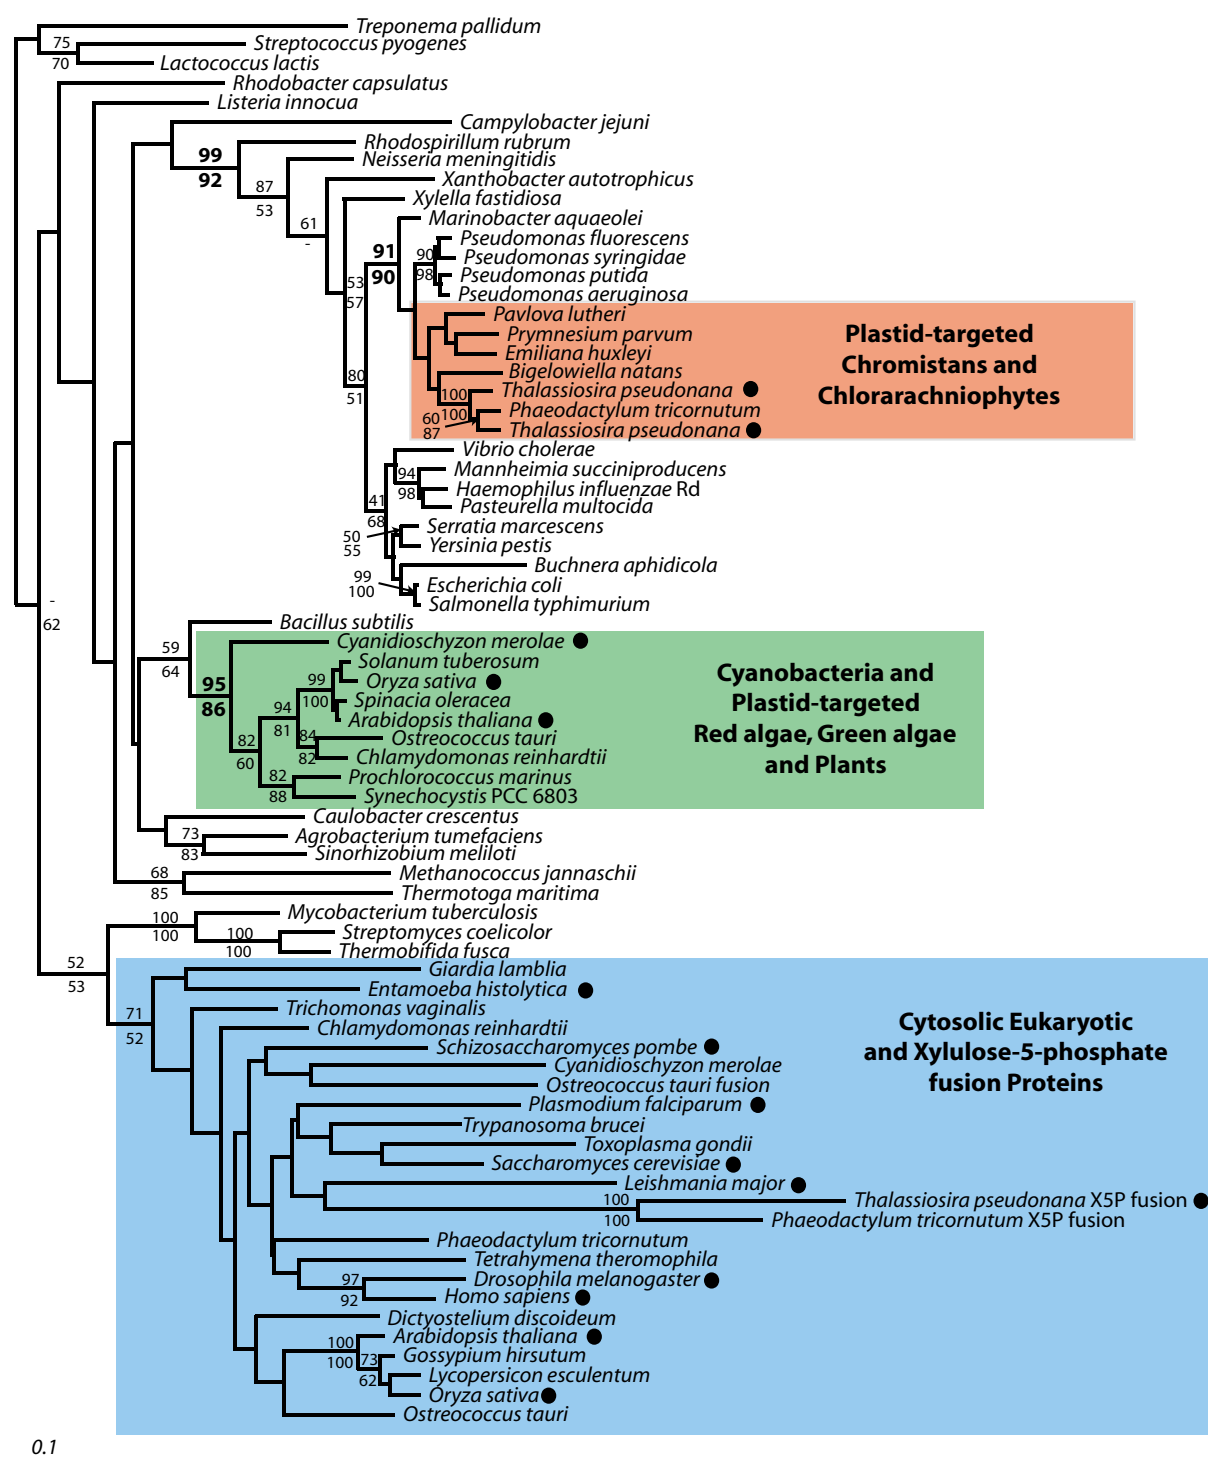 Treponema pallidum
75
Streptococcus pyogenes
70
Lactococcus lactis
Rhodobacter capsulatus
Listeria innocua
Campylobacter jejuni
Rhodospirillum rubrum
99
Neisseria meningitidis
92
Xanthobacter autotrophicus
87
53
Xylella fastidiosa
61
-
Marinobacter aquaeolei
Pseudomonas fluorescens
91
90
Pseudomonas syringidae
90
98
Pseudomonas putida
53
57
Pseudomonas aeruginosa
Pavlova lutheri
Prymnesium parvum
Emiliana huxleyi
Plastid-targeted
Chromistans and
Chlorarachniophytes
Bigelowiella natans
80
51
Thalassiosira pseudonana
100
100
Phaeodactylum tricornutum
60
87
Thalassiosira pseudonana
Vibrio cholerae
Mannheimia succiniproducens
94
98
Haemophilus influenzae Rd
Pasteurella multocida
41
68
Serratia marcescens
50
55
Yersinia pestis
Buchnera aphidicola
99
100
Escherichia coli
Salmonella typhimurium
-
62
Bacillus subtilis
59
64
Cyanidioschyzon merolae
Solanum tuberosum
95
86
99
100
Oryza sativa
Spinacia oleracea
94
81
Arabidopsis thaliana
84
82
Ostreococcus tauri
82
60
Chlamydomonas reinhardtii
82
88
Prochlorococcus marinus
Synechocystis PCC 6803
Cyanobacteria and
Plastid-targeted
Red algae, Green algae
and Plants
Caulobacter crescentus
73
83
Agrobacterium tumefaciens
Sinorhizobium meliloti
68
85
Methanococcus jannaschii
Thermotoga maritima
Mycobacterium tuberculosis
100
100
Streptomyces coelicolor
100
100
Thermobifida fusca
52
53
Giardia lamblia
Entamoeba histolytica
71
52
Trichomonas vaginalis
Chlamydomonas reinhardtii
Schizosaccharomyces pombe
Cyanidioschyzon merolae
Ostreococcus tauri fusion
Cytosolic Eukaryotic
and Xylulose-5-phosphate
fusion Proteins
Plasmodium falciparum
Trypanosoma brucei
Toxoplasma gondii
Saccharomyces cerevisiae
Leishmania major
100
100
Thalassiosira pseudonana X5P fusion
Phaeodactylum tricornutum X5P fusion
Phaeodactylum tricornutum
Tetrahymena theromophila
97
92
Drosophila melanogaster
Homo sapiens
Dictyostelium discoideum
100
100
Arabidopsis thaliana
73
62
Gossypium hirsutum
Lycopersicon esculentum
Oryza sativa
Ostreococcus tauri
0.1